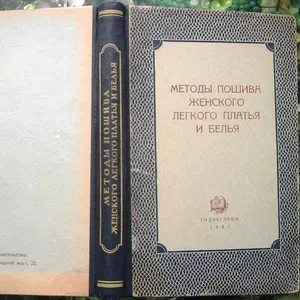 МЕТОДЫ ПОШИВА
ЖЕНСКОГО
ЛЕГКОГО ПЛАТЬЯ
И БЕЛЬЯ
ГИЗЛЕГПРОМ
МЕТОДЫ ПОШИВА
ЖЕНСКОГО ЛЕГКОГО ПЛАТЬЯ И БЕЛЬЯ